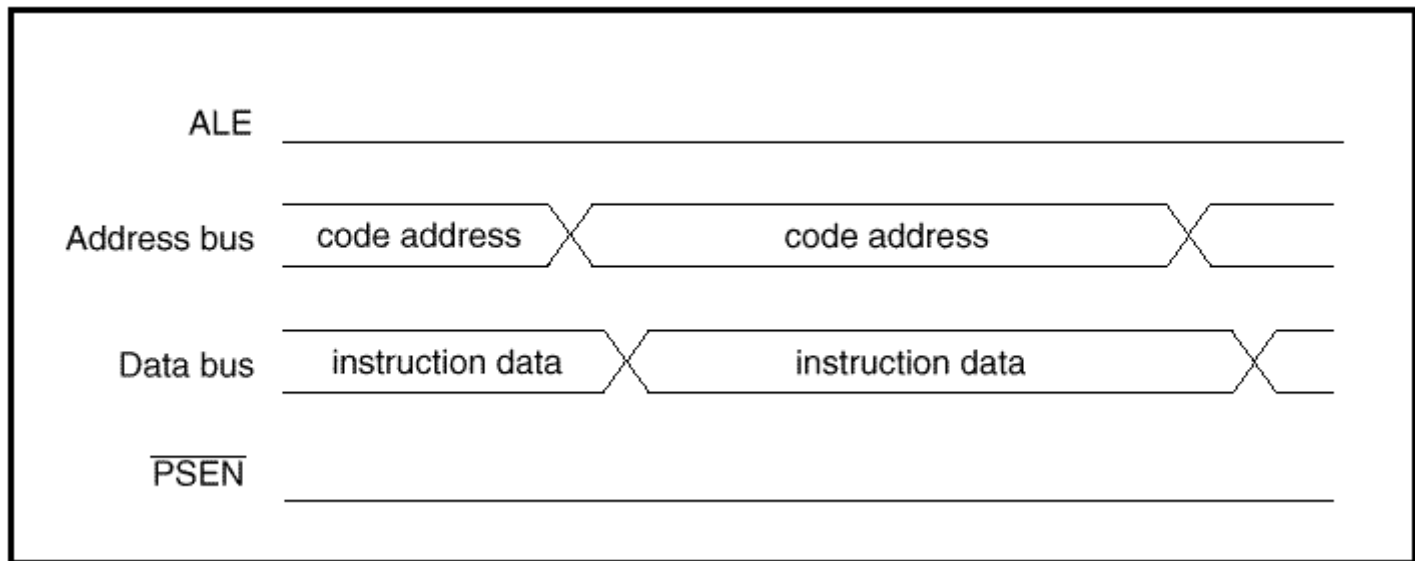 ALE
Address bus code address code address
Data bus instruction data instruction data
PSEN